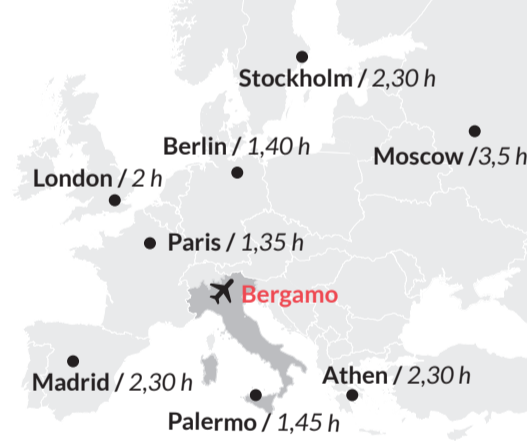 Stockholm / 2,30 h
Berlin / 1,40 h
Moscow /3,5 h
London / 2 h
Paris / 1,35 h
Bergamo
Madrid / 2,30 h
Athen / 2,30 h
Palermo / 1,45 h